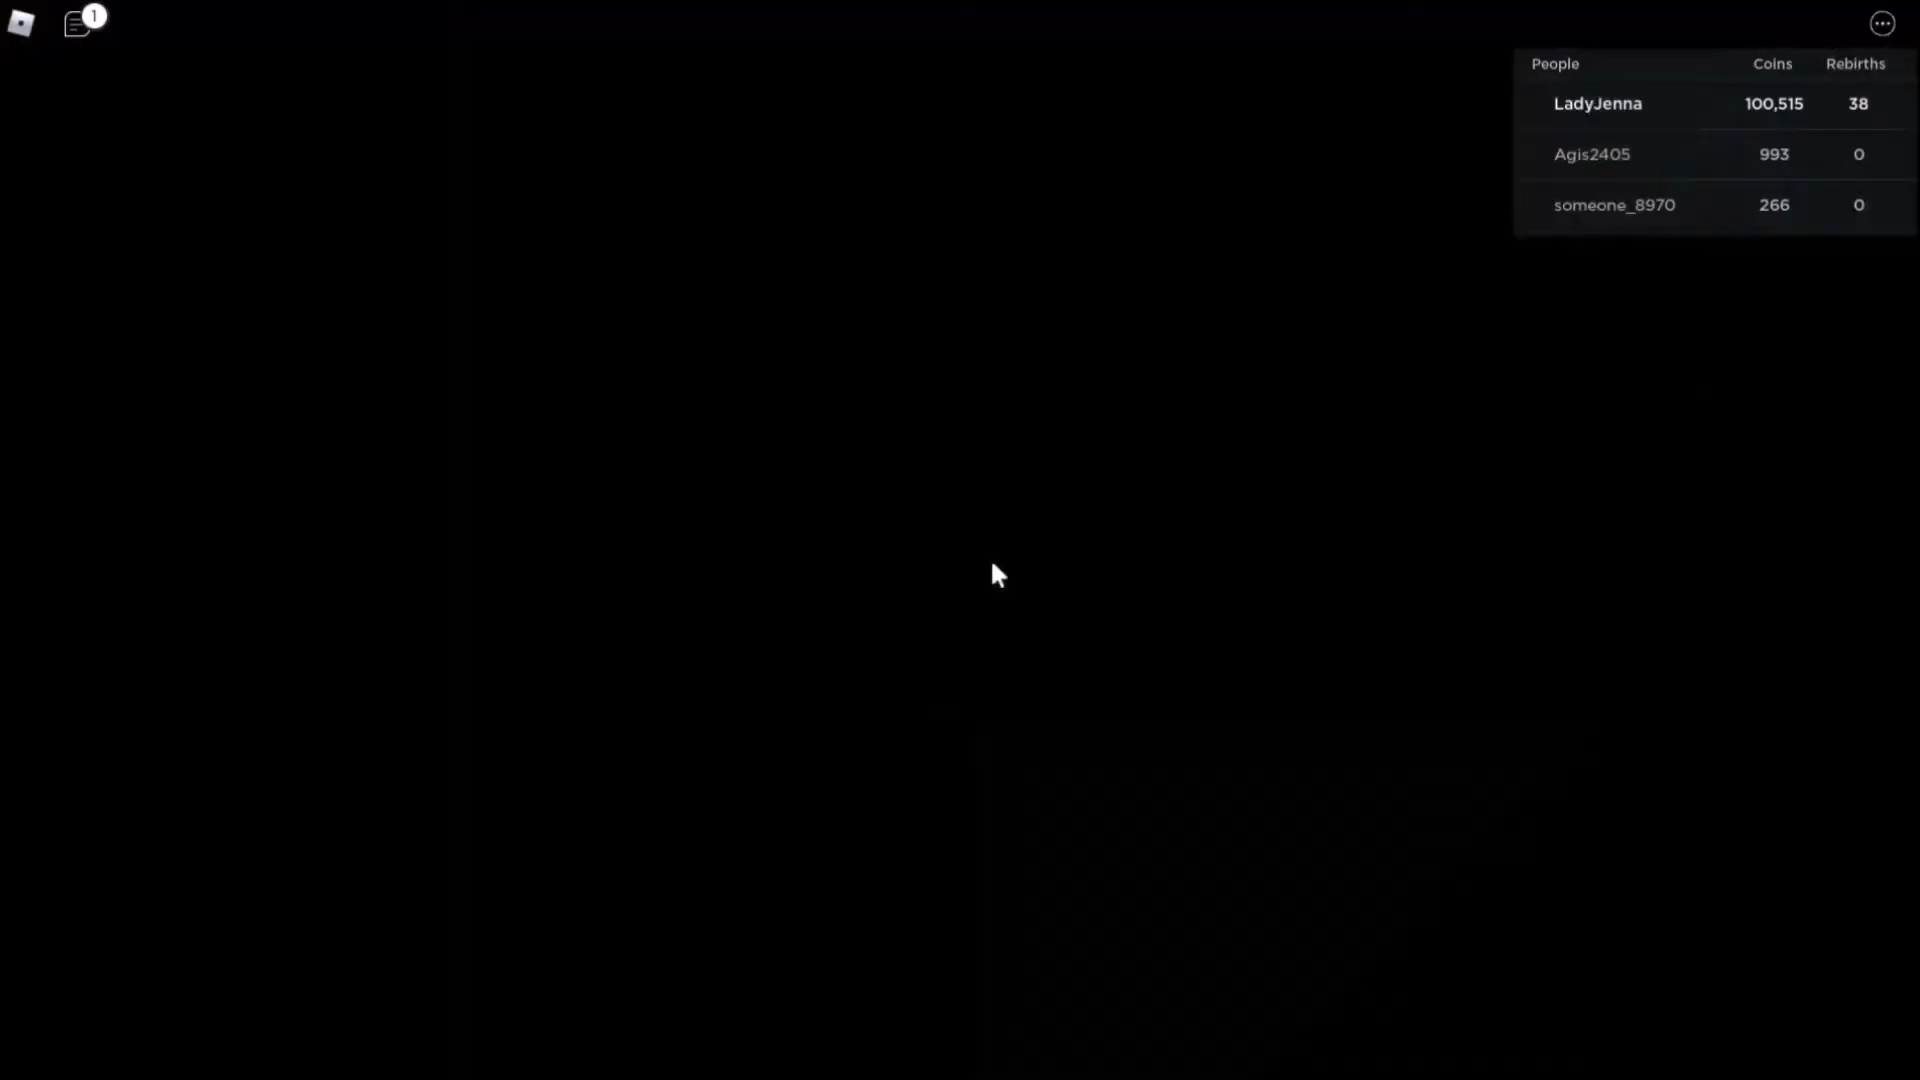 1
People Coins Rebirths
LadyJenna 100,515 38
Agis2405 993 0
someone_8970 266 0